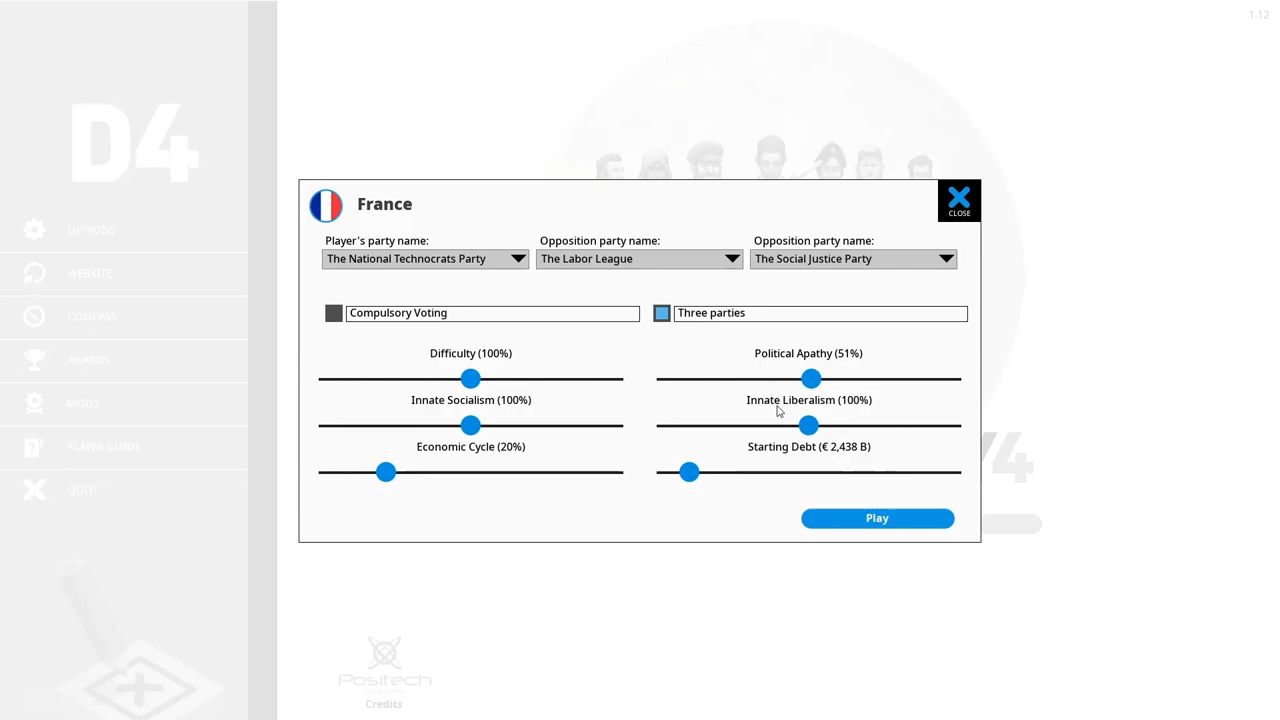 1.12
D4
OPTIONS
WEBSITE
COMPASS
AWARDS
MODS
PLAYER GUIDE
QUIT
France
CLOSE
Player's party name:
Opposition party name:
Opposition party name:
The National Technocrats Party
The Labor League
The Social Justice Party
Compulsory Voting
Three parties
Difficulty (100%)
Political Apathy (51%)
Innate Socialism (100%)
Innate Liberalism (100%)
Economic Cycle (20%)
Starting Debt (€ 2,438 B)
Play
Positech
Credits